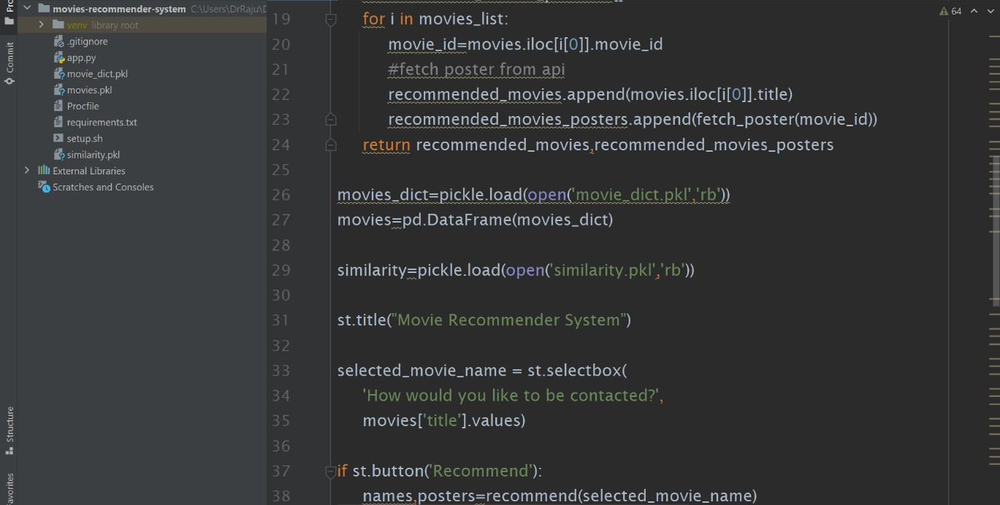 Commit
Structure
movies-recommender-system C:\Users\DrRaju\D
venv library root
.gitignore
app.py
movie_dict.pkl
movies.pkl
Procfile
requirements.txt
setup.sh
similarity.pkl
External Libraries
Scratches and Consoles
64
19 for i in movies_list:
20 movie_id=movies.iloc[i[0]].movie_id
21 #fetch poster from api
22 recommended_movies.append(movies.iloc[i[0]].title)
23 recommended_movies_posters.append(fetch_poster(movie_id))
24 return recommended_movies,recommended_movies_posters
25
26 movies_dict=pickle.load(open('movie_dict.pkl','rb'))
27 movies=pd.DataFrame(movies_dict)
28
29 similarity=pickle.load(open('similarity.pkl','rb'))
30
31 st.title("Movie Recommender System")
32
33 selected_movie_name = st.selectbox(
34 'How would you like to be contacted?',
35 movies['title'].values)
36
37 if st.button('Recommend'):
38 names,posters=recommend(selected_movie_name)